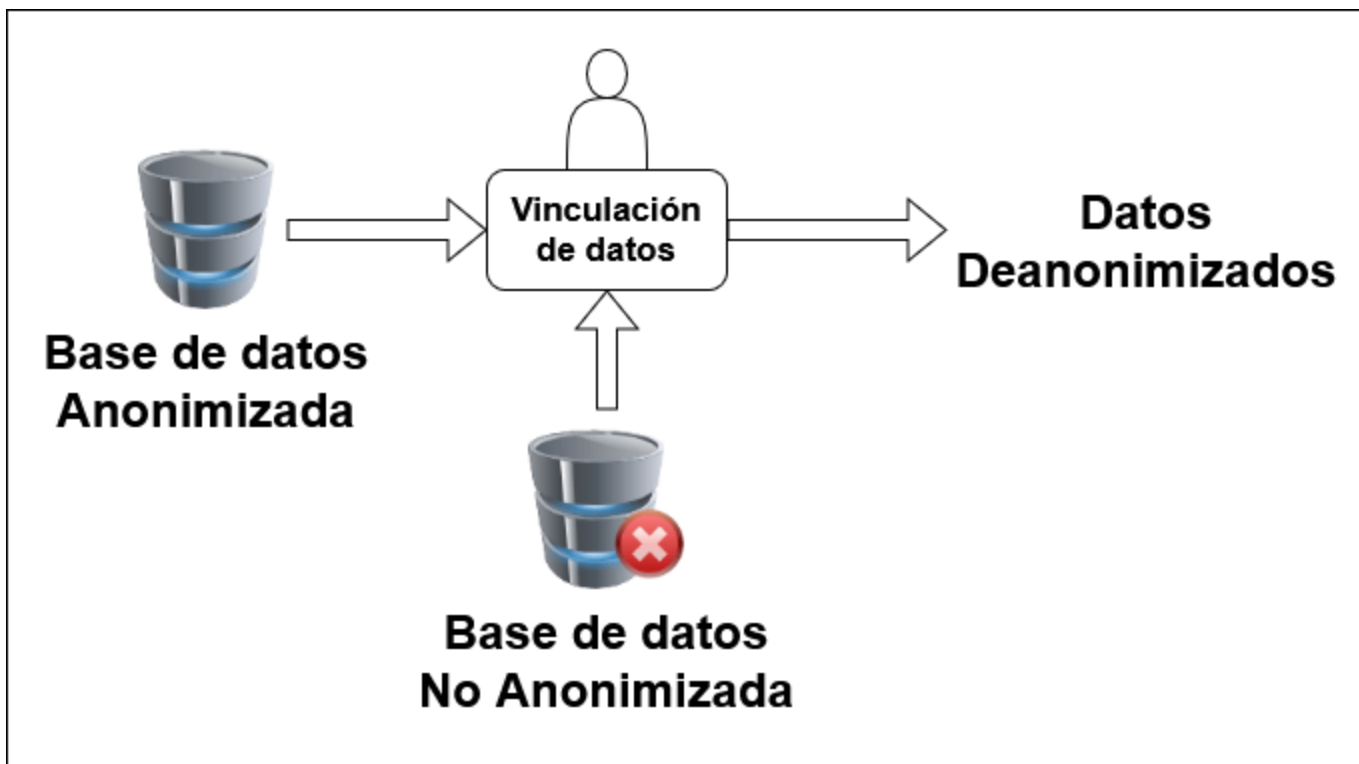 Vinculación
de datos
Datos
Deanonimizados
Base de datos
Anonimizada
Base de datos
No Anonimizada